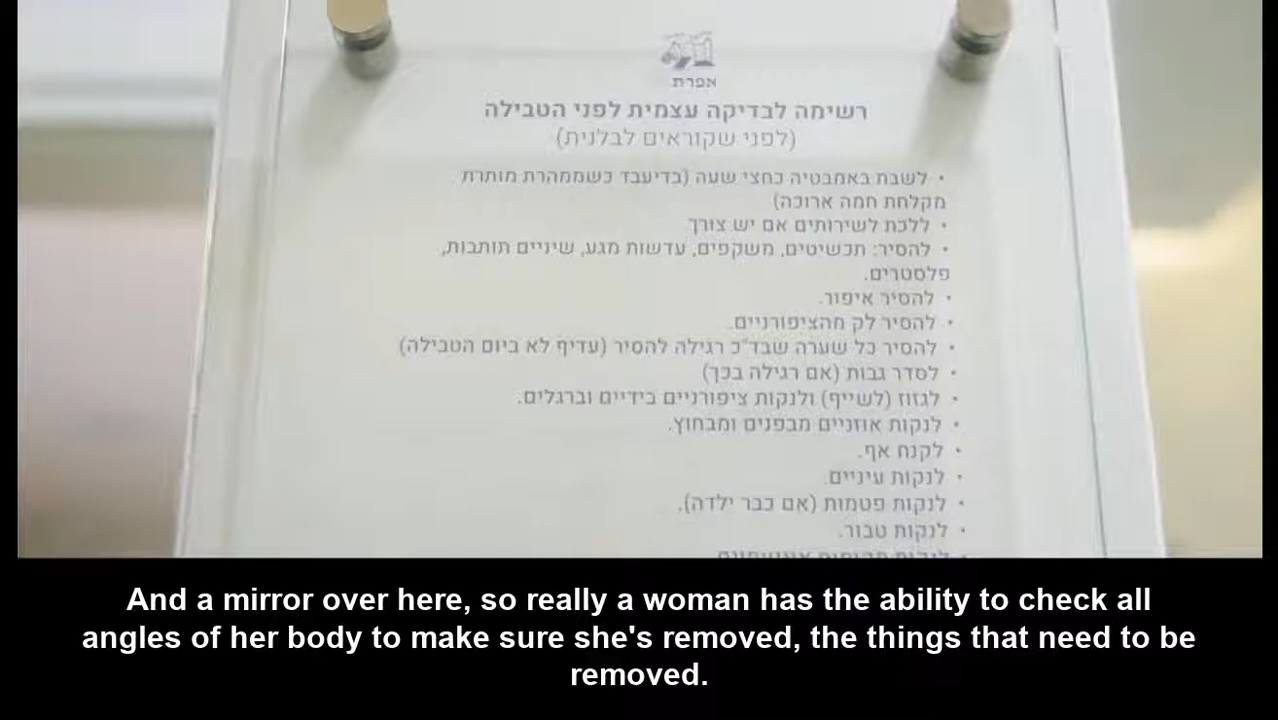 אפרת
רשימה לבדיקה עצמית לפני הטבילה
(לפני שקוראים לבלנית)
• לשבת באמבטיה כחצי שעה (בדיעבד כשממהרת מותרת
מקלחת חמה ארוכה)
• ללכת לשירותים אם יש צורך
• להסיר: תכשיטים, משקפים, עדשות מגע, שיניים תותבות,
פלסטרים.
• להסיר איפור.
• להסיר לק מהציפורניים.
• להסיר כל שערה שבד"כ רגילה להסיר (עדיף לא ביום הטבילה)
• לסדר גבות (אם רגילה בכך)
• לגזוז (לשייף) ולנקות ציפורניים בידיים וברגלים.
• לנקות אוזניים מבפנים ומבחוץ.
• לקנח אף.
• לנקות עיניים.
• לנקות פטמות (אם כבר ילדה).
• לנקות טבור.
And a mirror over here, so really a woman has the ability to check all
angles of her body to make sure she's removed, the things that need to be
removed.